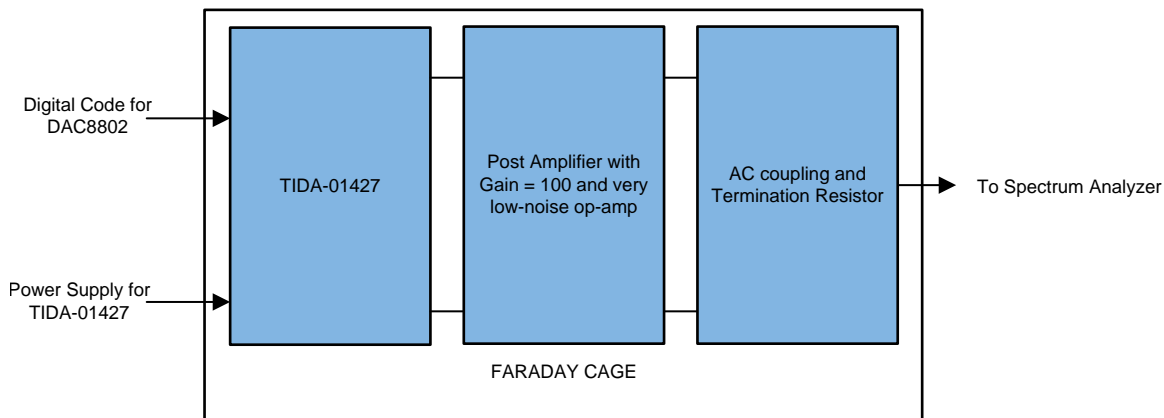 Digital Code for
DAC8802
Power Supply for
TIDA-01427
TIDA-01427
Post Amplifier with
Gain = 100 and very
low-noise op-amp
AC coupling and
Termination Resistor
To Spectrum Analyzer
FARADAY CAGE